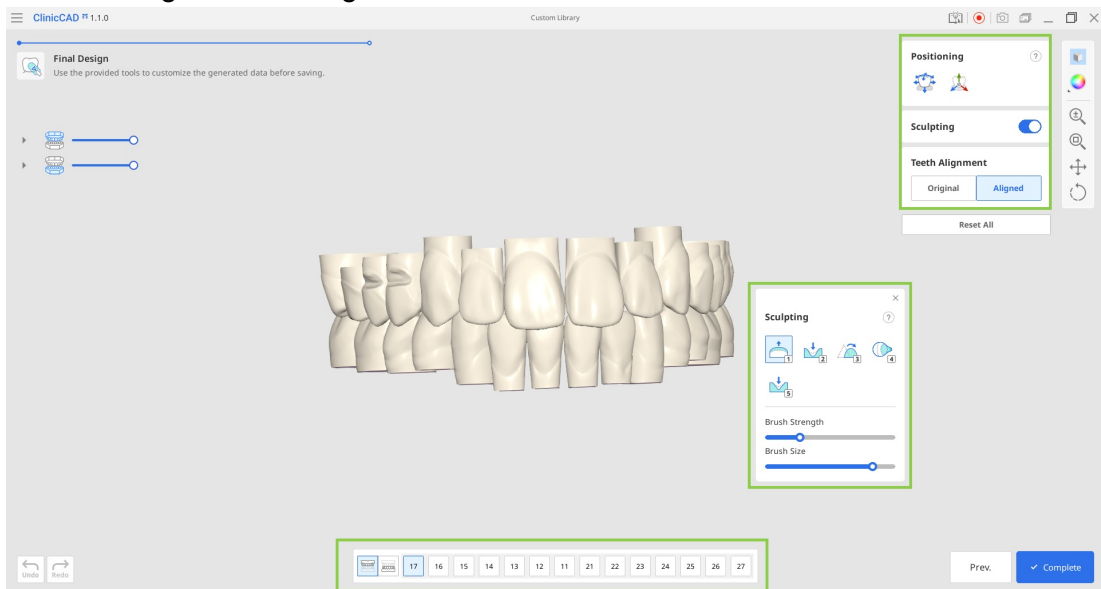 ClinicCAD 1.1.0
Custom Library
Final Design
Use the provided tools to customize the generated data before saving.
Positioning
?
Sculpting
Teeth Alignment
Original Aligned
Reset All
Sculpting
?
1 2 3 4
5
Brush Strength
Brush Size
Undo Redo
17 16 15 14 13 12 11 21 22 23 24 25 26 27
Prev. Complete